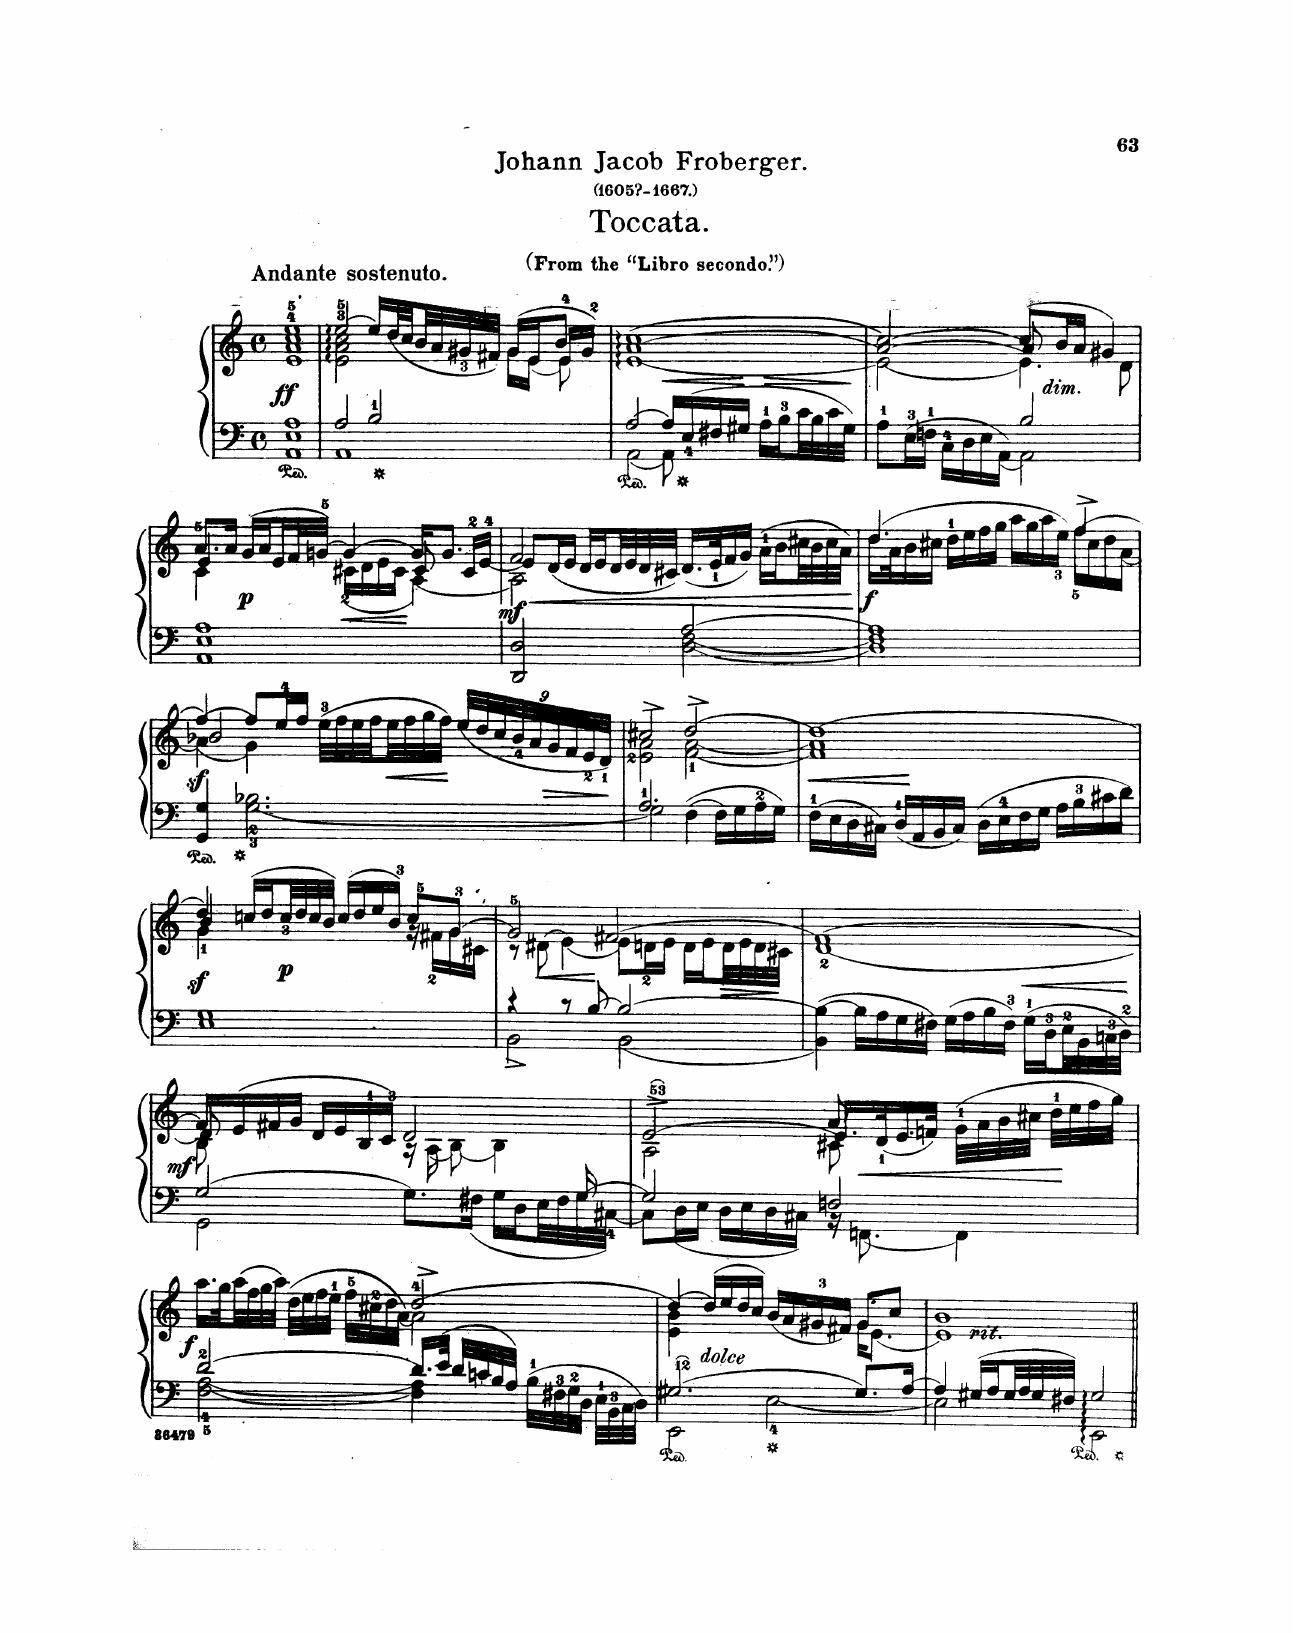 63
Johann Jacob Froberger.
(1605?-1667.)
Toccata.
(From the "Libro secondo.")
Andante sostenuto.
ff
dim.
Ped.
Ped.
p
mf
f
sf
9
Ped.
sf
p
mf
f
dolce
rit.
36479
Ped.
Ped.